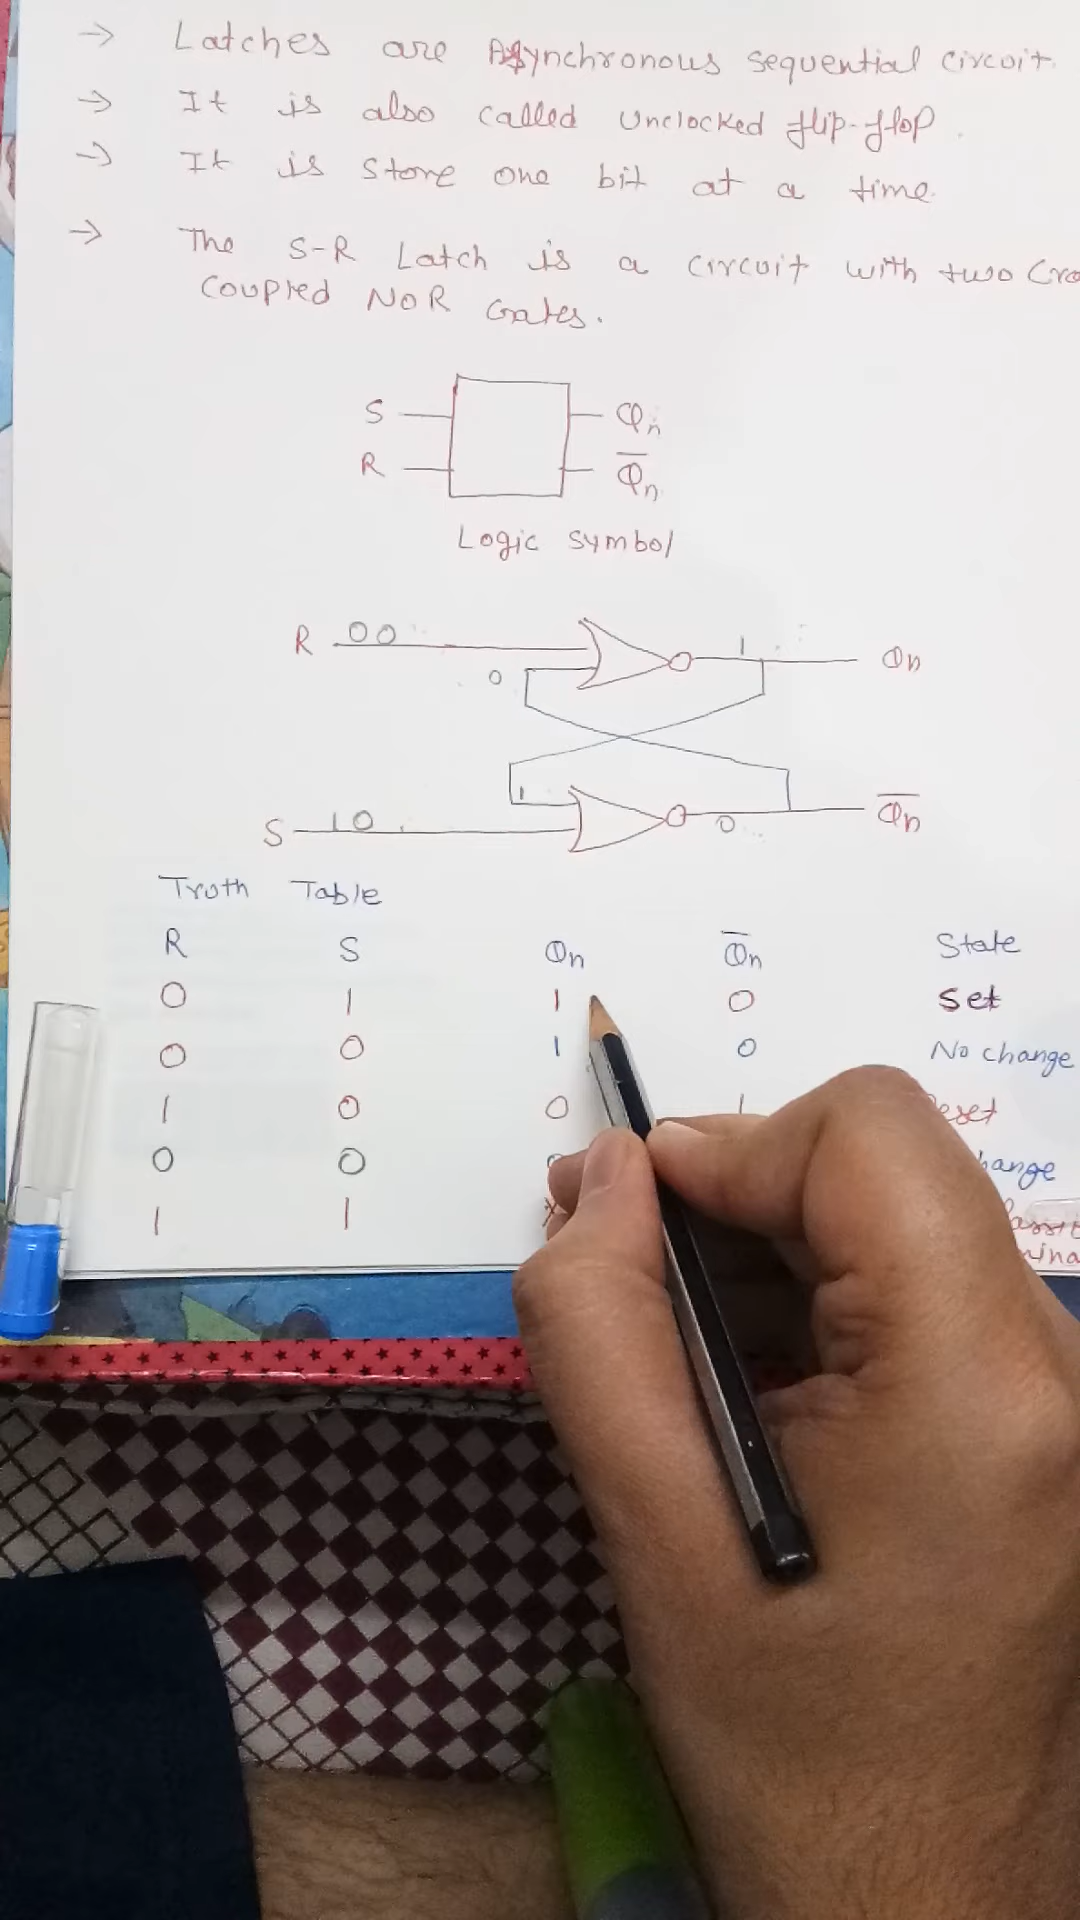 → Latches are Asynchronous sequential circuit.
→ It is also called unclocked flip-flop.
→ It is store one bit at a time.
→ The S-R Latch is a circuit with two
coupled NOR Gates.
S Qn
R Q̅n
Logic symbol
R 00 1 Qn
0
1
S 10 0 Q̅n
Truth Table
R S Qn Q̅n State
0 1 1 0 Set
0 0 1 0 No change
1 0 0 1
0 0
1 1